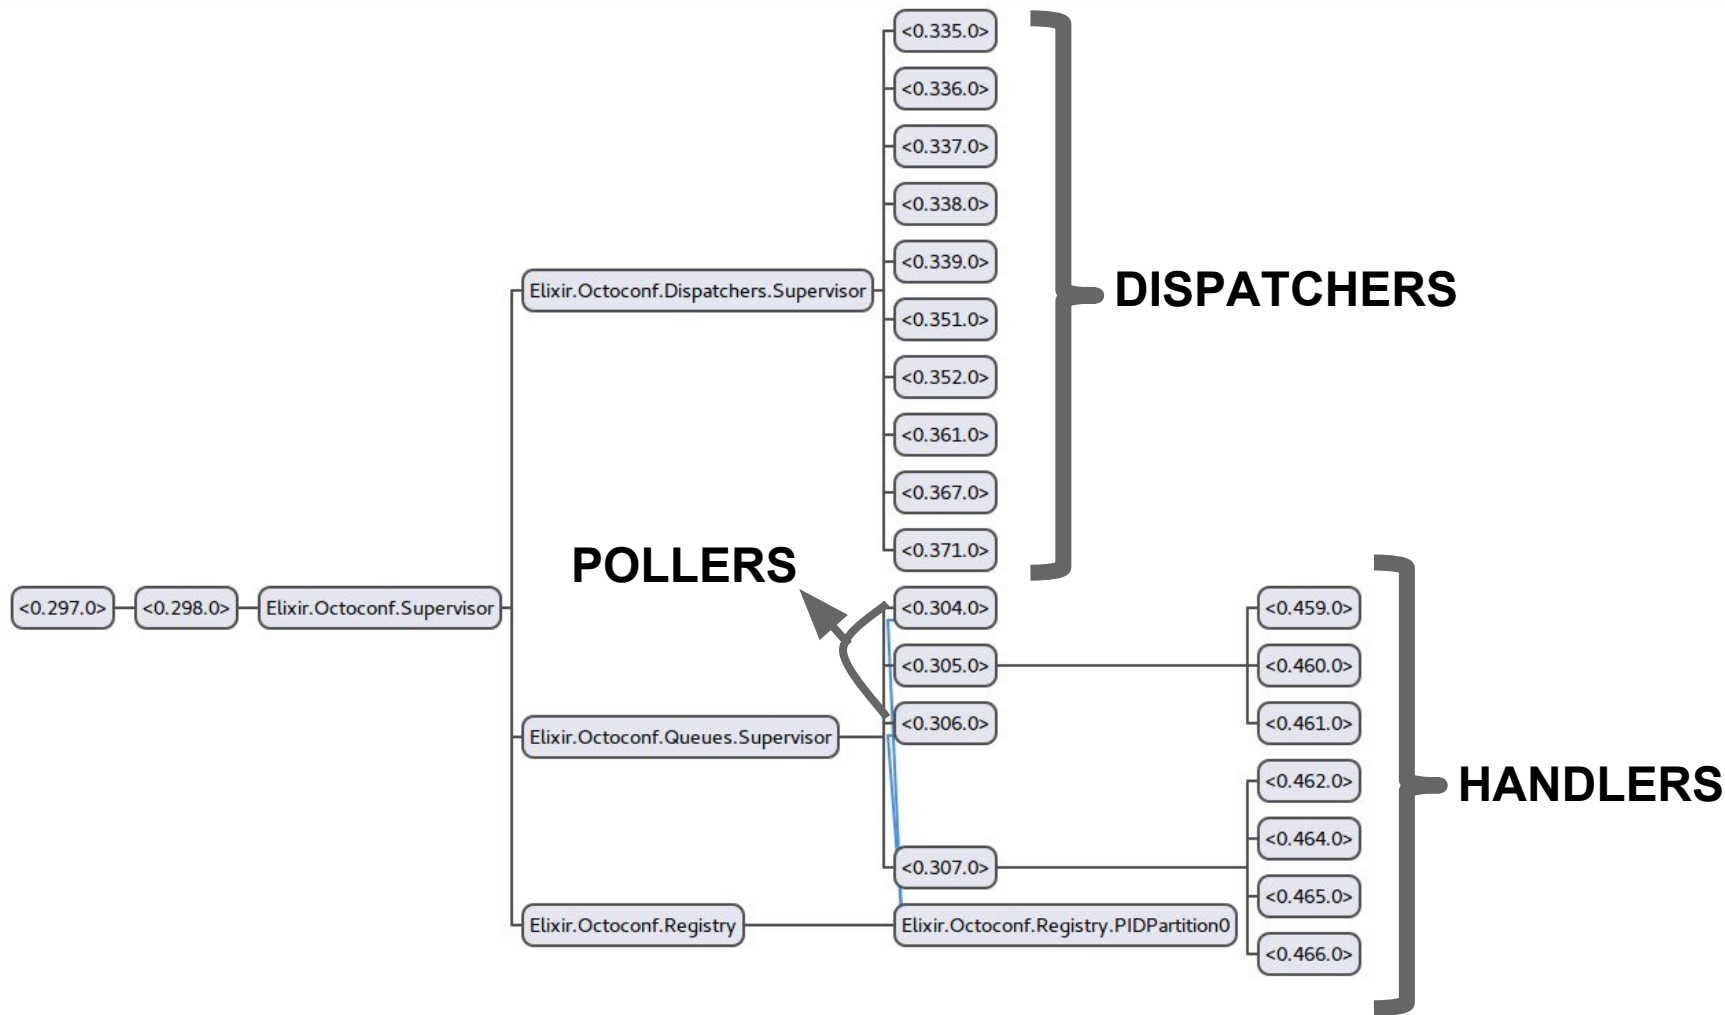 <0.335.0>
<0.336.0>
<0.337.0>
<0.338.0>
<0.339.0>
Elixir.Octoconf.Dispatchers.Supervisor
DISPATCHERS
<0.351.0>
<0.352.0>
<0.361.0>
<0.367.0>
<0.371.0>
POLLERS
<0.297.0>
<0.298.0>
Elixir.Octoconf.Supervisor
<0.304.0>
<0.459.0>
<0.305.0>
<0.460.0>
<0.306.0>
<0.461.0>
Elixir.Octoconf.Queues.Supervisor
<0.462.0>
HANDLERS
<0.464.0>
<0.307.0>
<0.465.0>
Elixir.Octoconf.Registry
Elixir.Octoconf.Registry.PIDPartition0
<0.466.0>